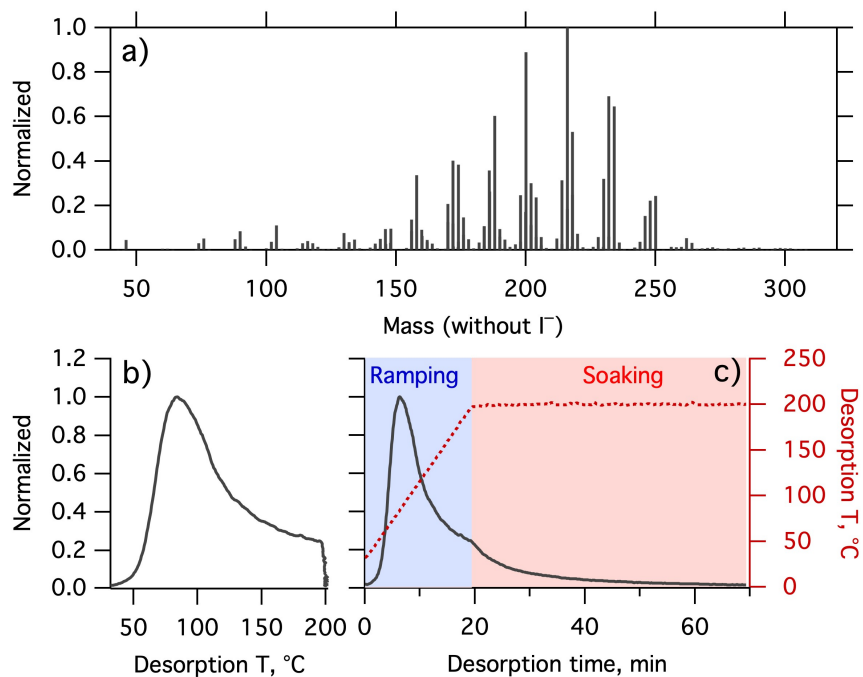 a)
Normalized
1.0
0.8
0.6
0.4
0.2
0.0
50 100 150 200 250 300
Mass (without I⁻)
b)
Normalized
1.2
1.0
0.8
0.6
0.4
0.2
0.0
50 100 150 200
Desorption T, °C
Ramping Soaking c)
250
200
150
100
50
0
Desorption T, °C
0 20 40 60
Desorption time, min